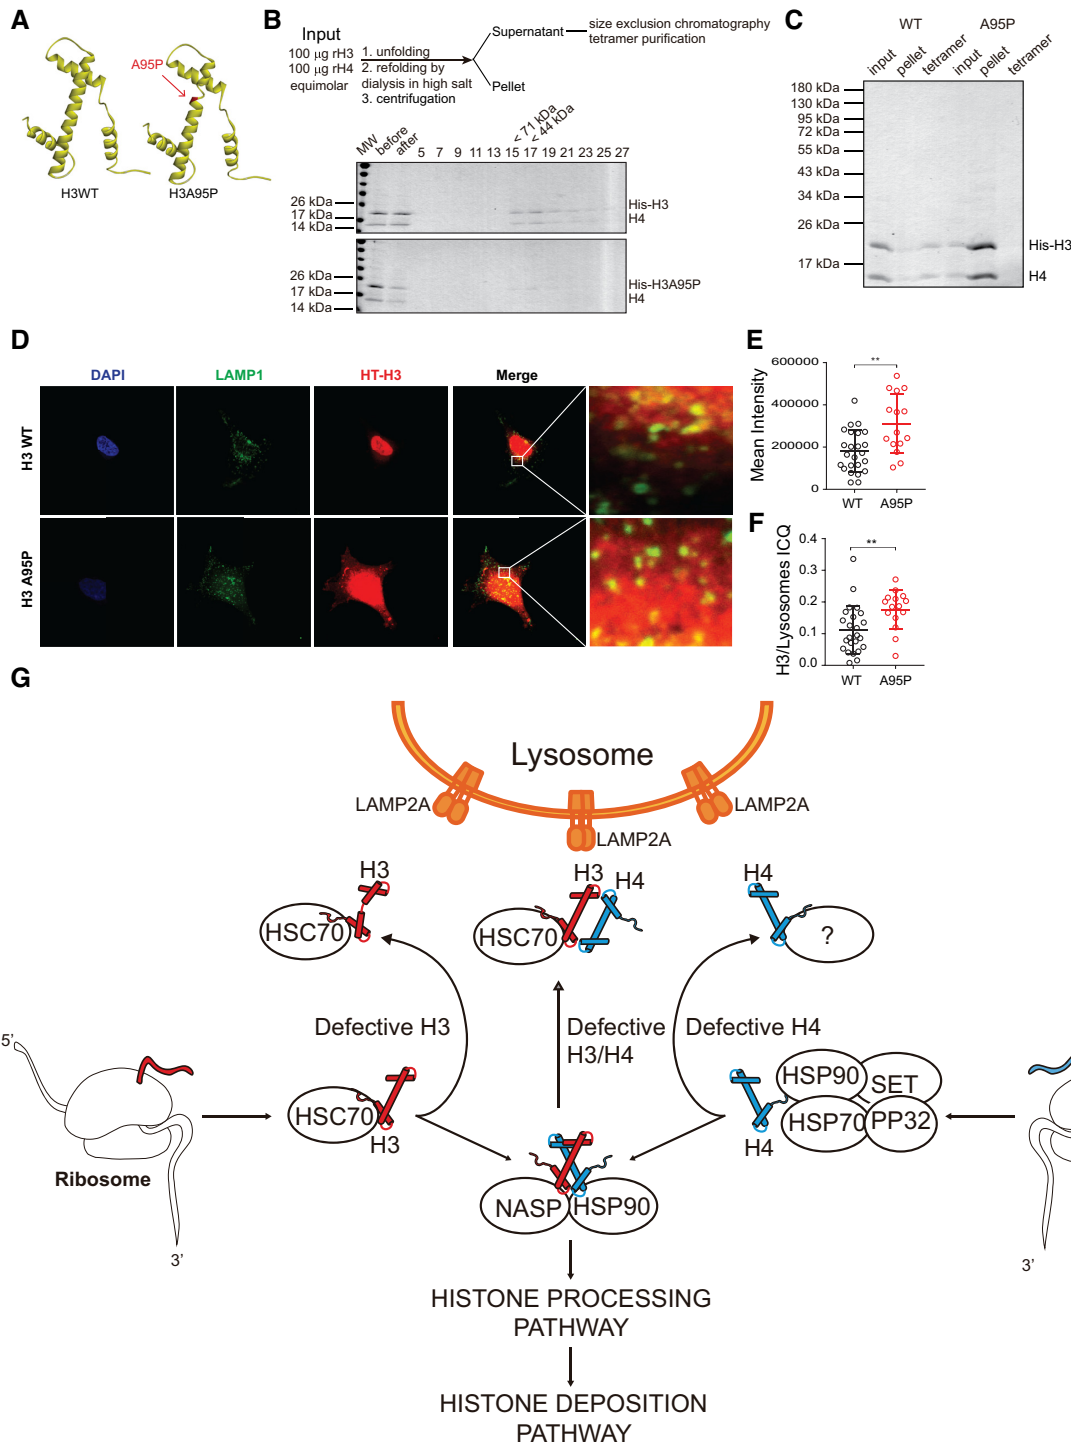 A
A95P
H3WT
H3A95P
B
Input
100 µg rH3
100 µg rH4
equimolar
1. unfolding
2. refolding by
dialysis in high salt
3. centrifugation
Supernatant
size exclusion chromatography
tetramer purification
Pellet
MW before after 5 7 9 11 13 15 17 19 21 23 25 27
< 71 kDa
< 44 kDa
26 kDa
17 kDa
14 kDa
His-H3
H4
26 kDa
17 kDa
14 kDa
His-H3A95P
H4
C
WT A95P
input pellet tetramer input pellet tetramer
180 kDa
130 kDa
95 kDa
72 kDa
55 kDa
43 kDa
34 kDa
26 kDa
17 kDa
His-H3
H4
D
DAPI LAMP1 HT-H3 Merge
H3 WT
H3 A95P
E
Mean Intensity
600000
400000
200000
0
**
WT A95P
F
H3/Lysosomes ICQ
0.4
0.3
0.2
0.1
0.0
**
WT A95P
G
Lysosome
LAMP2A
LAMP2A
LAMP2A
H3
HSC70
H3
H4
HSC70
H4
?
Defective H3
Defective
H3/H4
Defective H4
5'
Ribosome
3'
HSC70
H3
H4
HSP90
SET
HSP70
PP32
3'
NASP
HSP90
HISTONE PROCESSING
PATHWAY
HISTONE DEPOSITION
PATHWAY